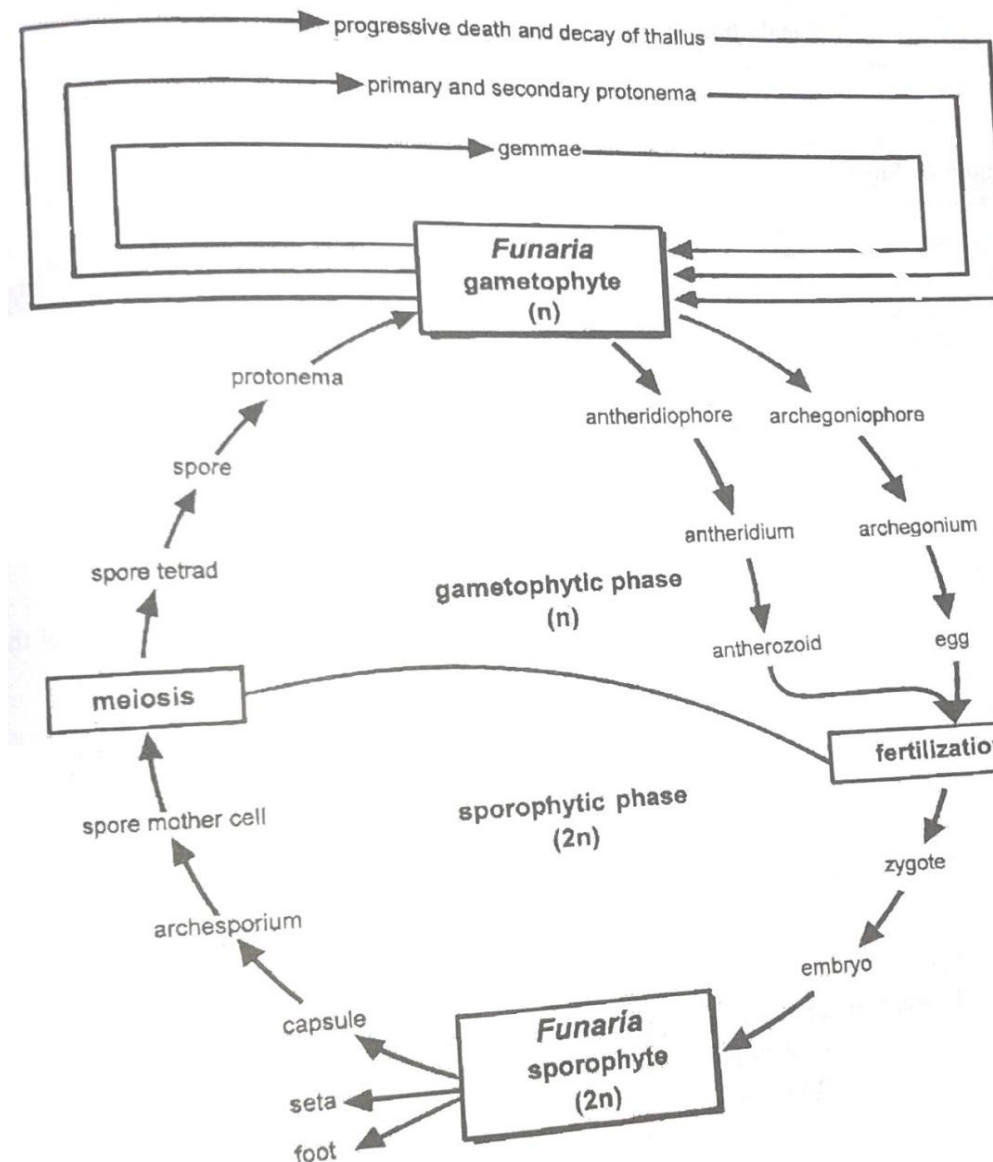 progressive death and decay of thallus
primary and secondary protonema
gemmae
Funaria
gametophyte
(n)
protonema
antheridiophore
archegoniophore
spore
antheridium
archegonium
spore tetrad
gametophytic phase
(n)
antherozoid
egg
meiosis
fertilization
sporophytic phase
(2n)
spore mother cell
zygote
archesporium
embryo
capsule
Funaria
sporophyte
(2n)
seta
foot